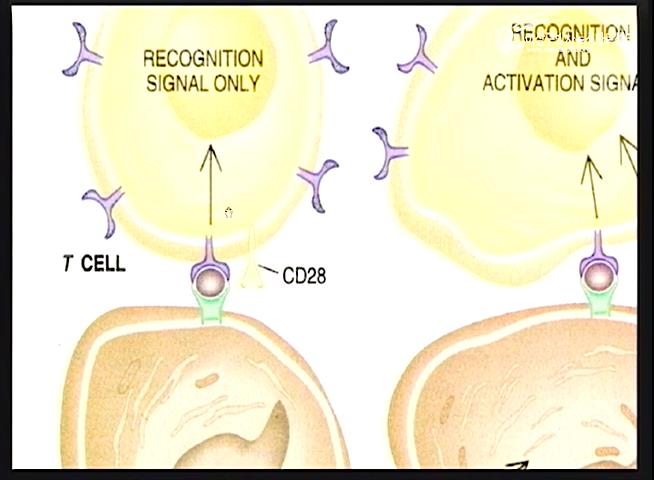 RECOGNITION
SIGNAL ONLY
RECOGNITION
AND
ACTIVATION SIGNA
T CELL
CD28